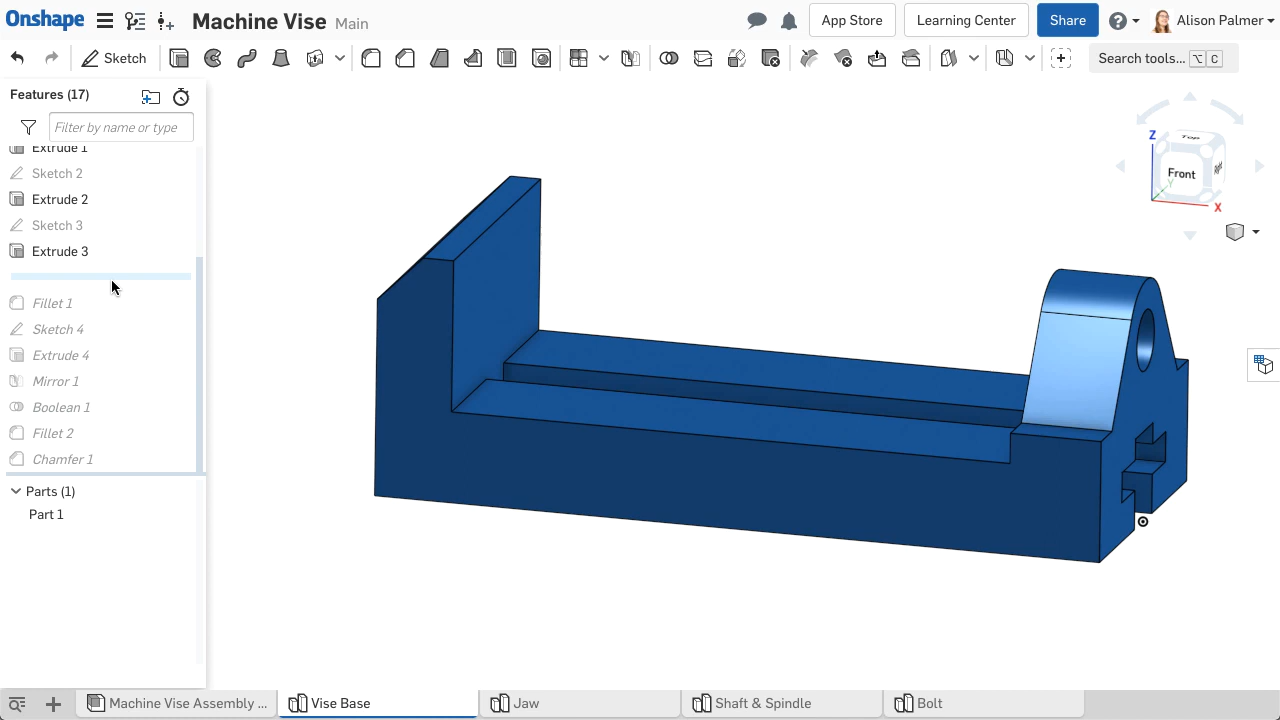 Onshape
Machine Vise Main
App Store
Learning Center
Share
Alison Palmer
Sketch
Search tools... ⌥ C
Features (17)
Filter by name or type
Extrude 1
Sketch 2
Extrude 2
Sketch 3
Extrude 3
Fillet 1
Sketch 4
Extrude 4
Mirror 1
Boolean 1
Fillet 2
Chamfer 1
Parts (1)
Part 1
Z
Top
Front
Y
X
Machine Vise Assembly ...
Vise Base
Jaw
Shaft & Spindle
Bolt